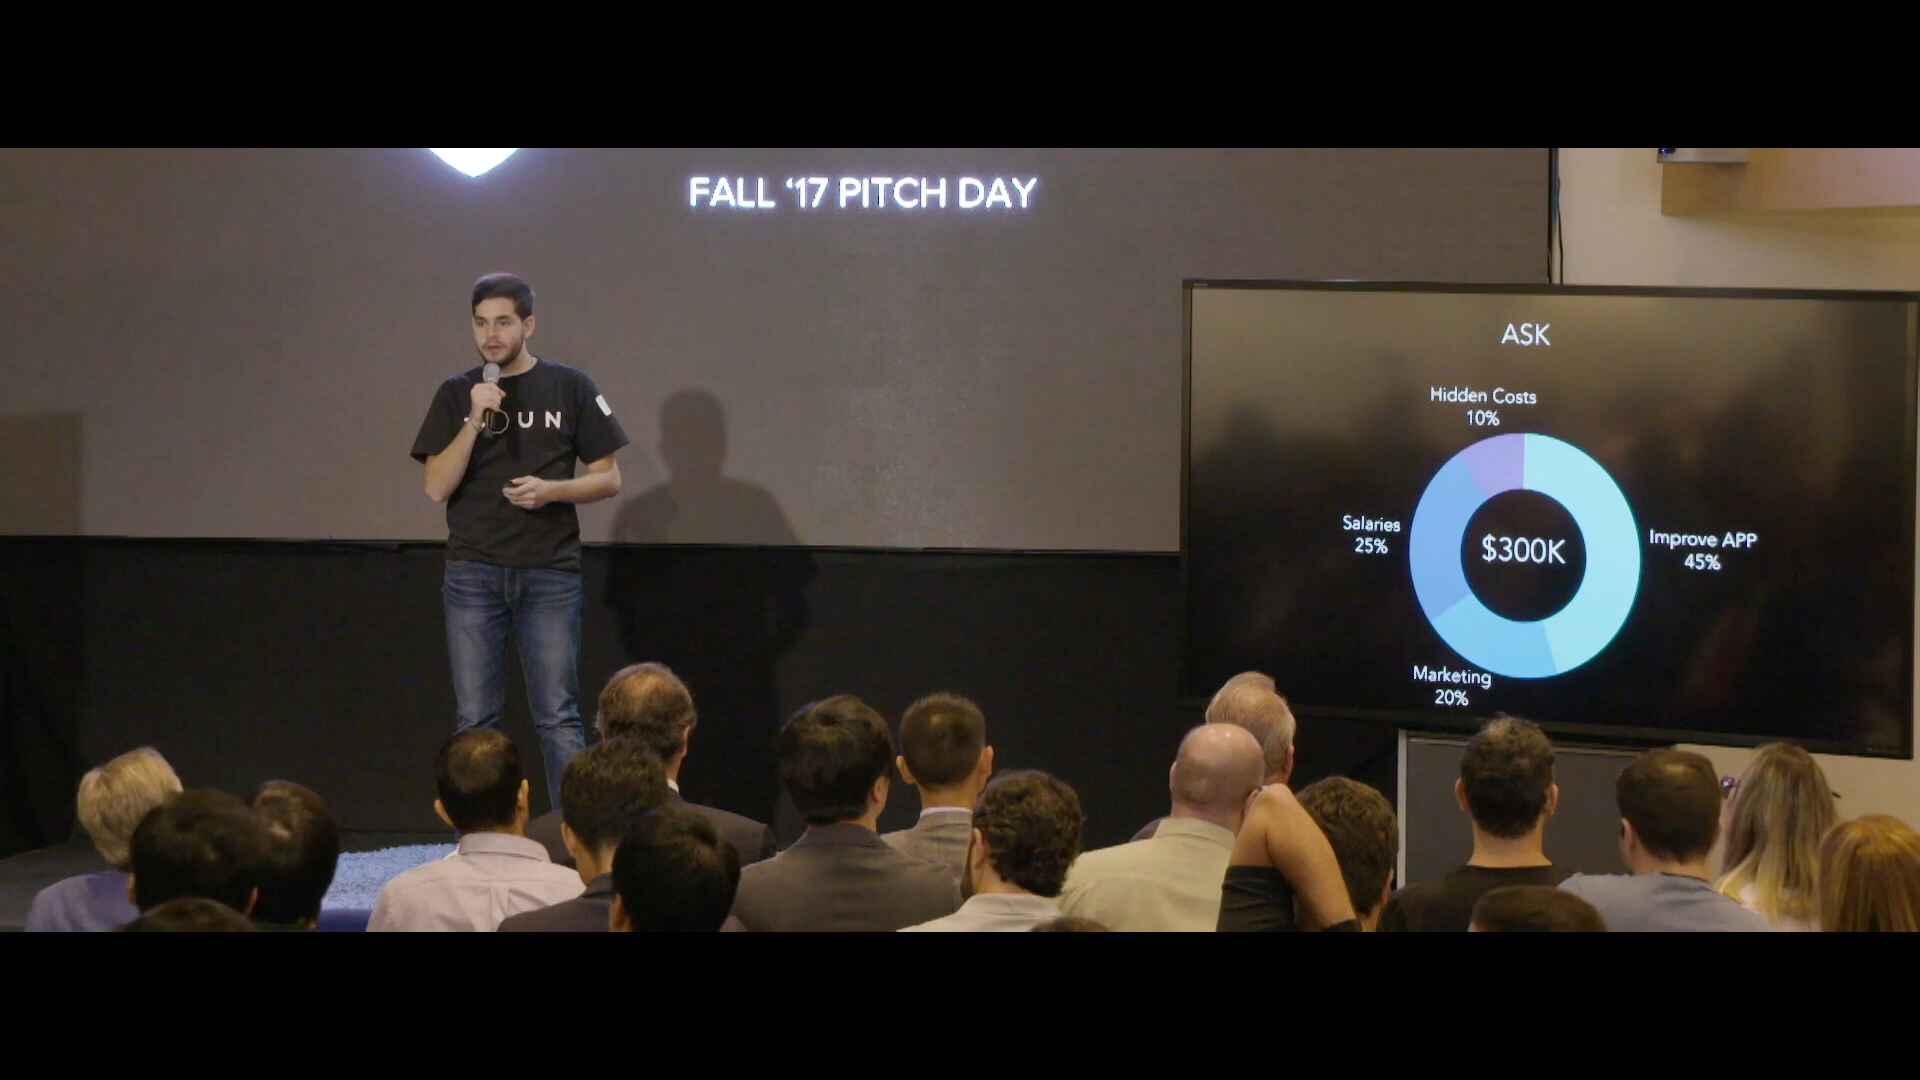 FALL ‘17 PITCH DAY
UN
ASK
Hidden Costs
10%
Salaries
25%
$300K
Improve APP
45%
Marketing
20%